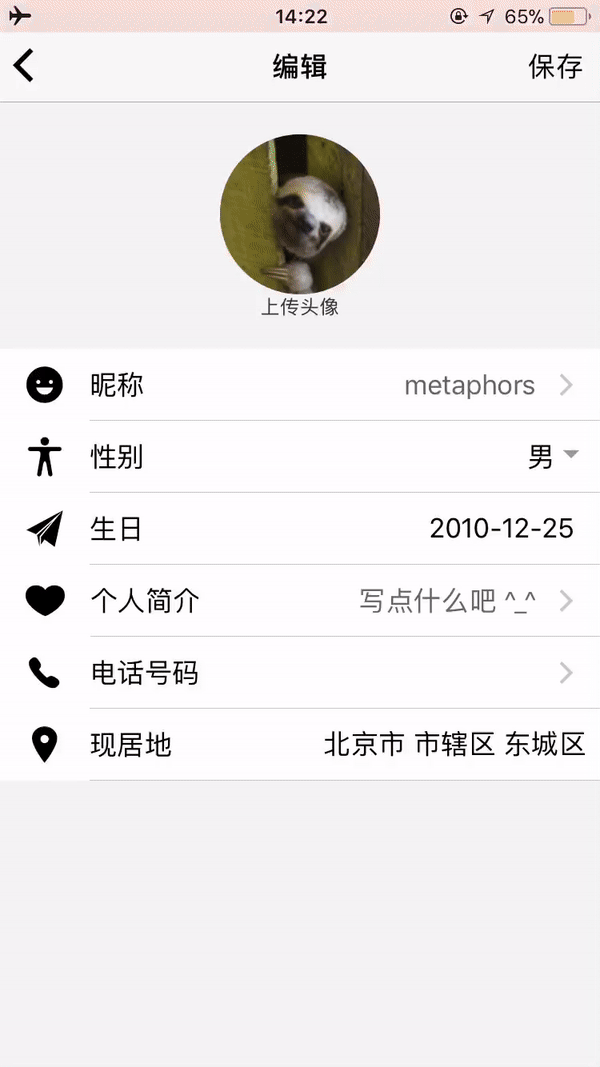 14:22 65%
编辑 保存
上传头像
昵称 metaphors
性别 男
生日 2010-12-25
个人简介 写点什么吧 ^_^
电话号码
现居地 北京市 市辖区 东城区